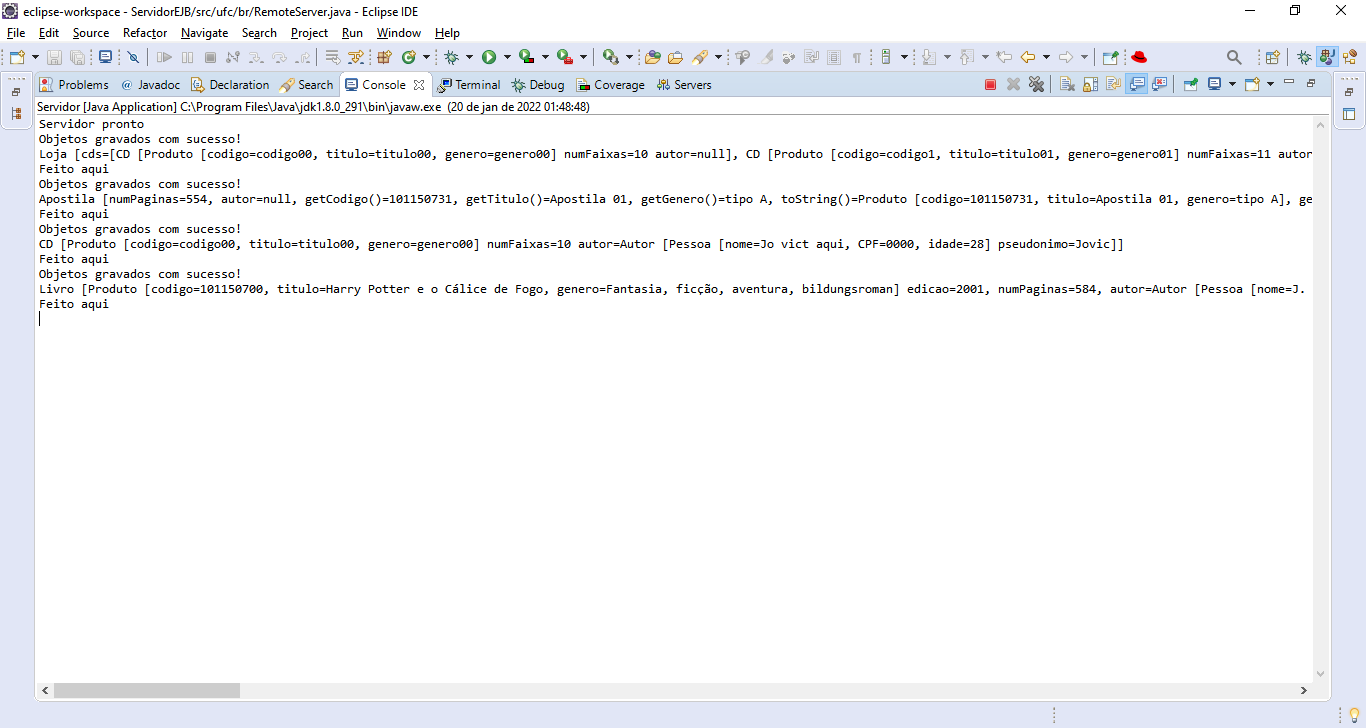 eclipse-workspace - ServidorEJB/src/ufc/br/RemoteServer.java - Eclipse IDE
File Edit Source Refactor Navigate Search Project Run Window Help
Problems @ Javadoc Declaration Search Console Terminal Debug Coverage Servers
Servidor [Java Application] C:\Program Files\Java\jdk1.8.0_291\bin\javaw.exe (20 de jan de 2022 01:48:48)
Servidor pronto
Objetos gravados com sucesso!
Loja [cds=[CD [Produto [codigo=codigo00, titulo=titulo00, genero=genero00] numFaixas=10 autor=null], CD [Produto [codigo=codigo1, titulo=titulo01, genero=genero01] numFaixas=11 autor
Feito aqui
Objetos gravados com sucesso!
Apostila [numPaginas=554, autor=null, getCodigo()=101150731, getTitulo()=Apostila 01, getGenero()=tipo A, toString()=Produto [codigo=101150731, titulo=Apostila 01, genero=tipo A], ge
Feito aqui
Objetos gravados com sucesso!
CD [Produto [codigo=codigo00, titulo=titulo00, genero=genero00] numFaixas=10 autor=Autor [Pessoa [nome=Jo vict aqui, CPF=0000, idade=28] pseudonimo=Jovic]]
Feito aqui
Objetos gravados com sucesso!
Livro [Produto [codigo=101150700, titulo=Harry Potter e o Cálice de Fogo, genero=Fantasia, ficção, aventura, bildungsroman] edicao=2001, numPaginas=584, autor=Autor [Pessoa [nome=J.
Feito aqui